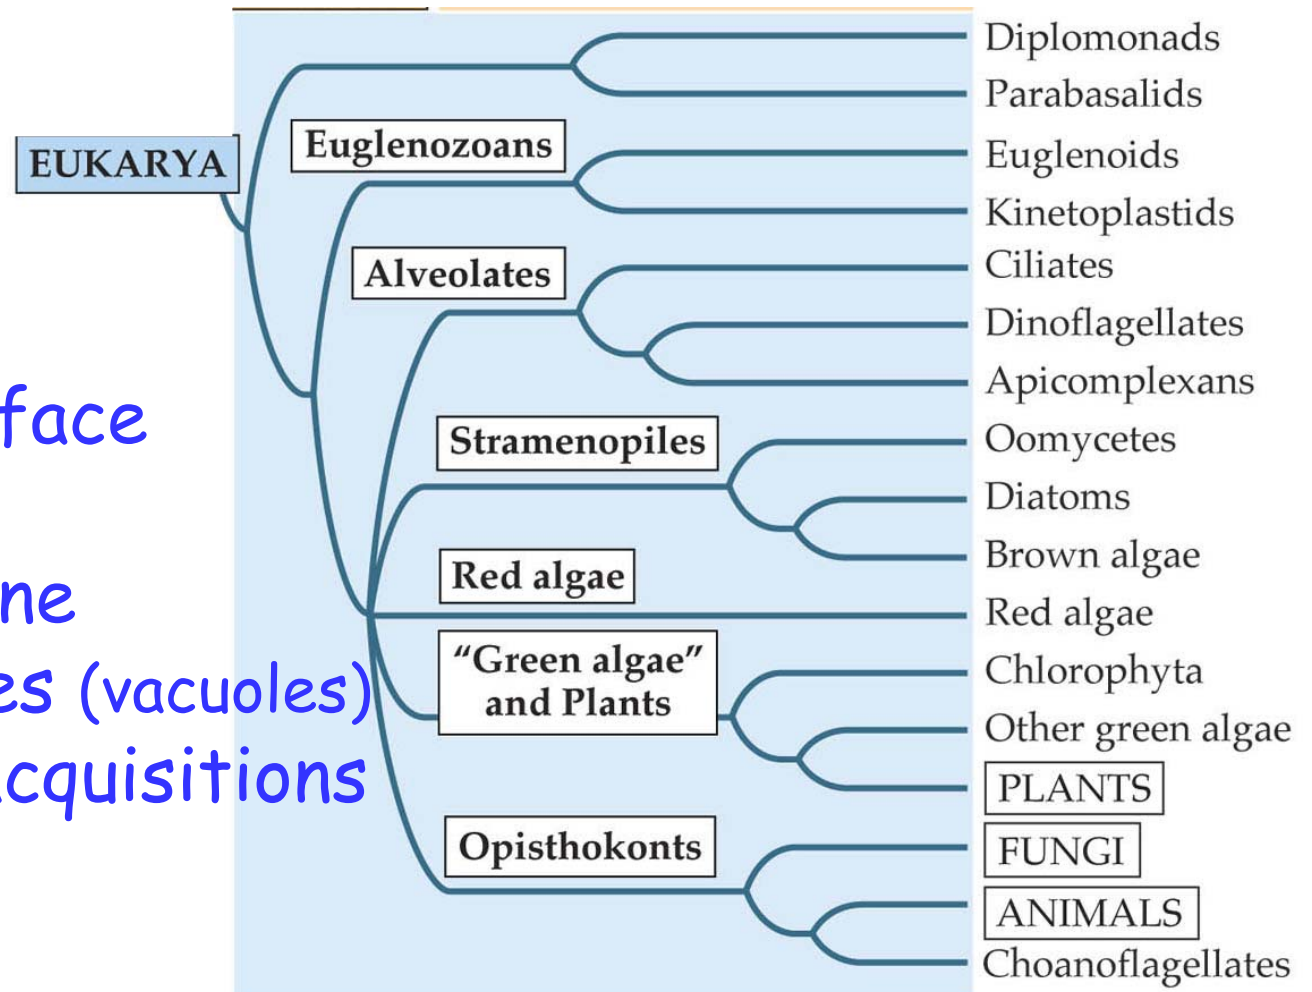 Diplomonads
Parabasalids
EUKARYA
Euglenozoans
Euglenoids
Kinetoplastids
Alveolates
Ciliates
Dinoflagellates
Apicomplexans
face
Stramenopiles
Oomycetes
Diatoms
Brown algae
Red algae
ne
Red algae
es (vacuoles)
“Green algae”
and Plants
Chlorophyta
Other green algae
cquisitions
PLANTS
Opisthokonts
FUNGI
ANIMALS
Choanoflagellates